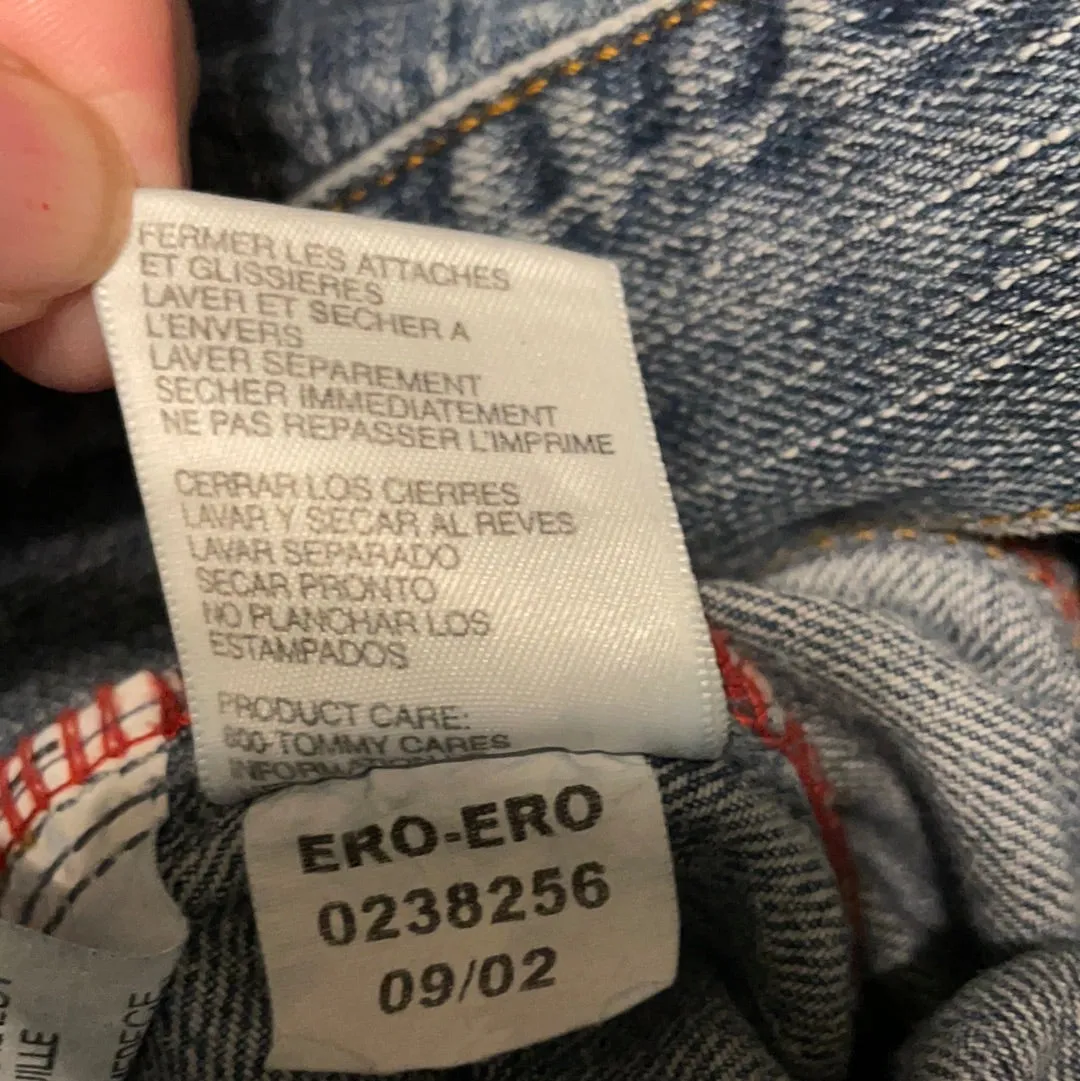 FERMER LES ATTACHES
ET GLISSIERES
LAVER ET SECHER A
L'ENVERS
LAVER SEPAREMENT
SECHER IMMEDIATEMENT
NE PAS REPASSER L'IMPRIME
CERRAR LOS CIERRES
LAVAR Y SECAR AL REVES
LAVAR SEPARADO
SECAR PRONTO
NO PLANCHAR LOS
ESTAMPADOS
PRODUCT CARE:
800-TOMMY CARES
INFORMATION
ERO-ERO
0238256
09/02